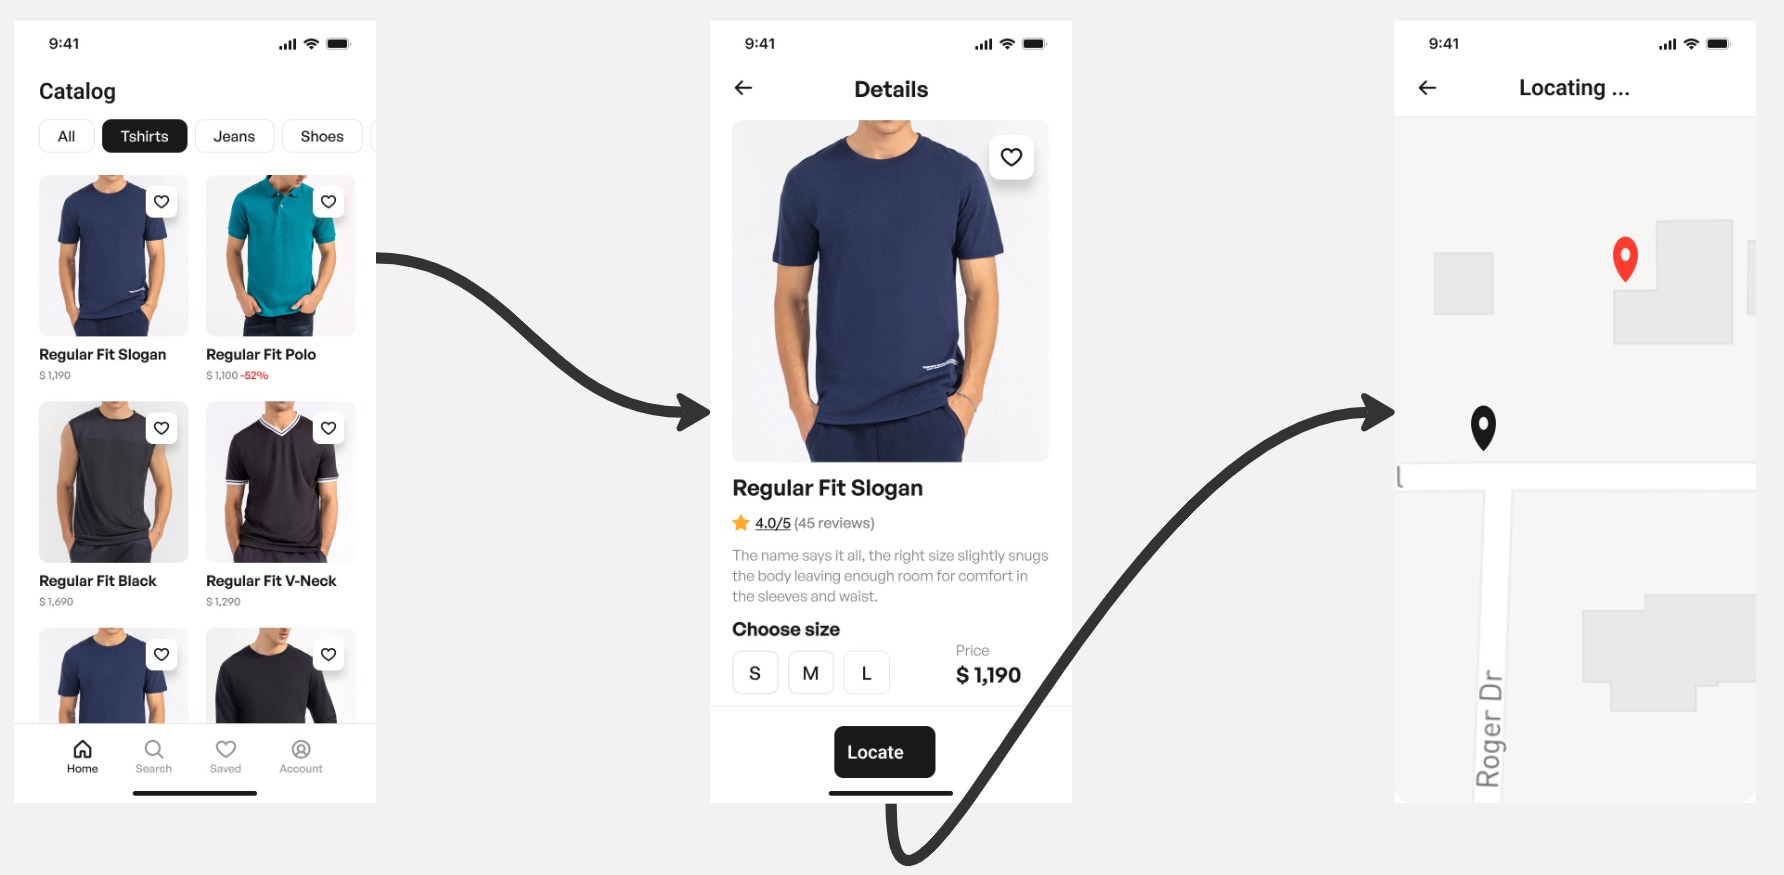 9:41
Catalog
All Tshirts Jeans Shoes
Regular Fit Slogan Regular Fit Polo
$ 1,190 $ 1,100 -52%
Regular Fit Black Regular Fit V-Neck
$ 1,690 $ 1,290
Home Search Saved Account
9:41
Details
Regular Fit Slogan
4.0/5 (45 reviews)
The name says it all, the right size slightly snugs
the body leaving enough room for comfort in
the sleeves and waist.
Choose size
Price
S M L
$ 1,190
Locate
9:41
Locating ...
l
Roger Dr